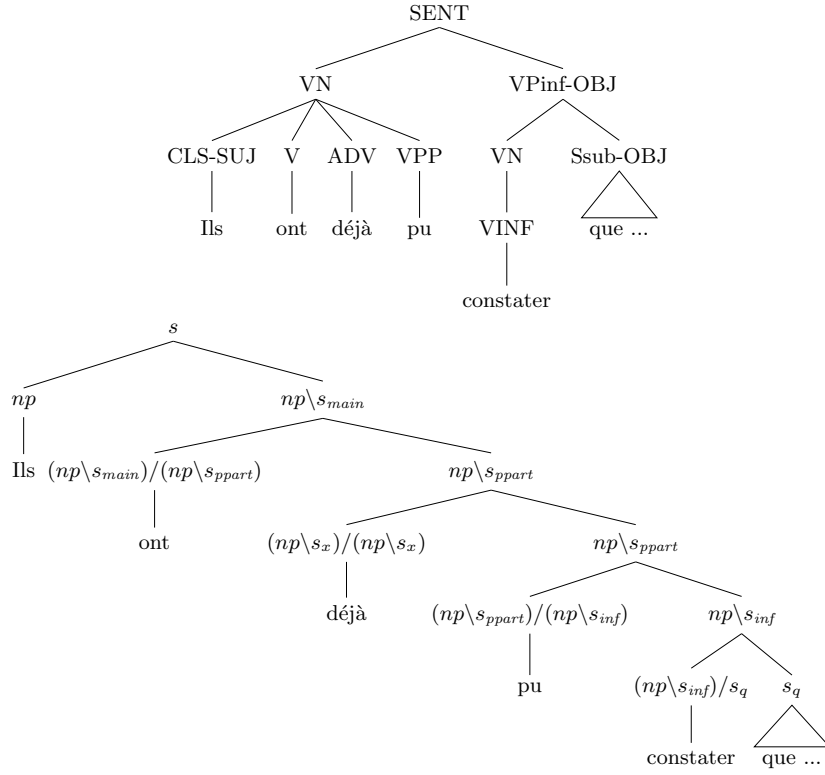 SENT
VN VPinf-OBJ
CLS-SUJ V ADV VPP VN Ssub-OBJ
Ils ont déjà pu VINF que ...
constater
s
np np\s_main
Ils (np\s_main)/(np\s_ppart) np\s_ppart
ont (np\s_x)/(np\s_x) np\s_ppart
déjà (np\s_ppart)/(np\s_inf) np\s_inf
pu (np\s_inf)/s_q s_q
constater que ...